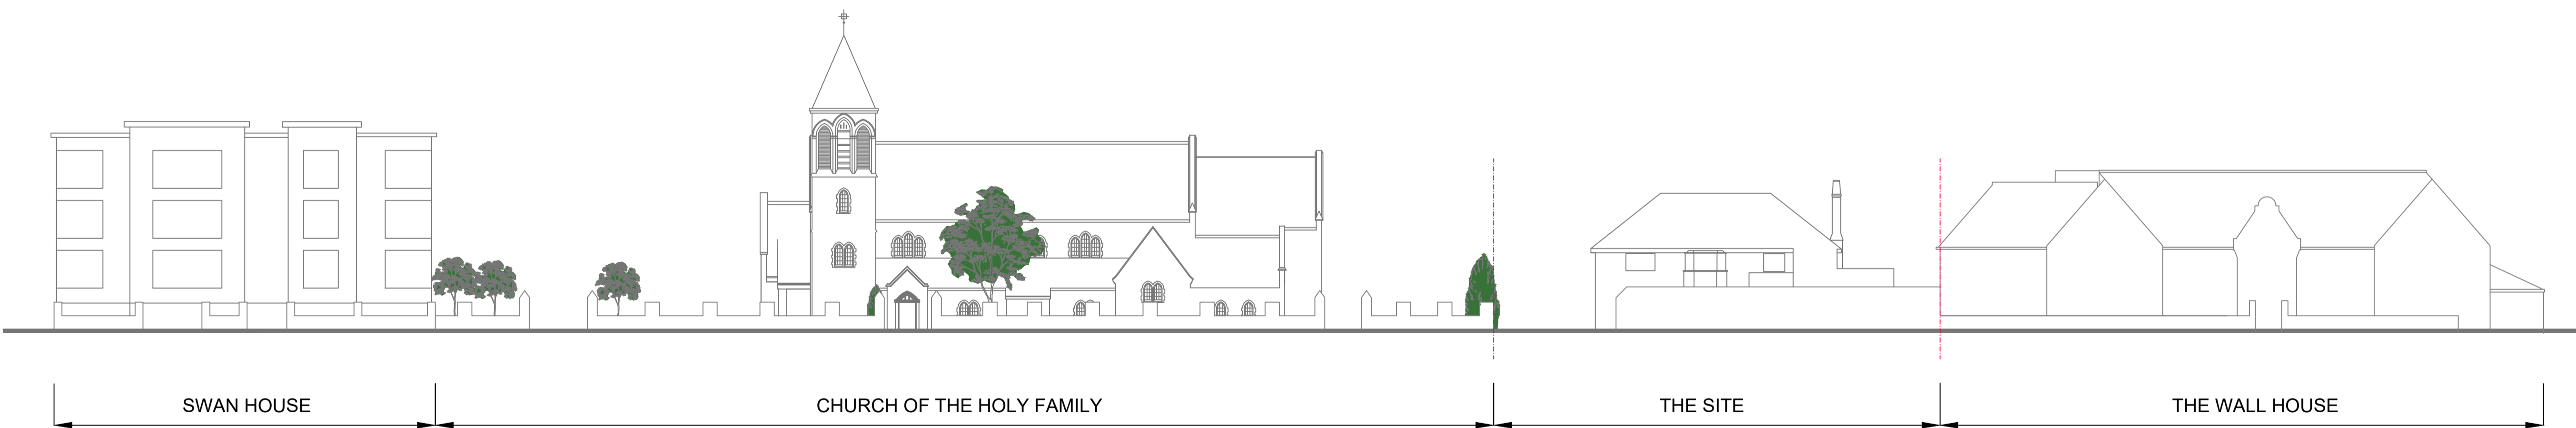 SWAN HOUSE
CHURCH OF THE HOLY FAMILY
THE SITE
THE WALL HOUSE